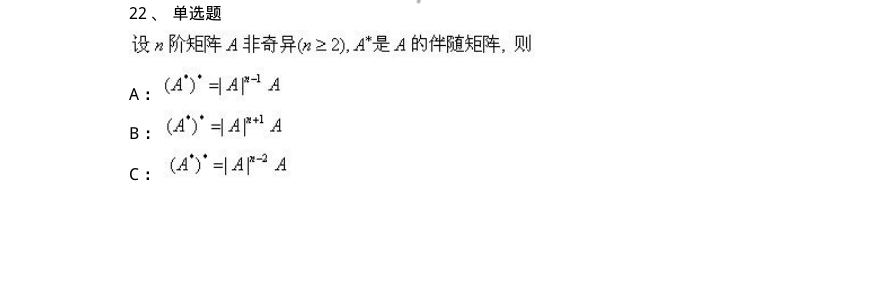 22 、 单选题
设 n 阶矩阵 A 非奇异(n ≥ 2), A*是 A 的伴随矩阵, 则
A： (A*)* =| A|ⁿ⁻¹ A
B： (A*)* =| A|ⁿ⁺¹ A
C： (A*)* =| A|ⁿ⁻² A